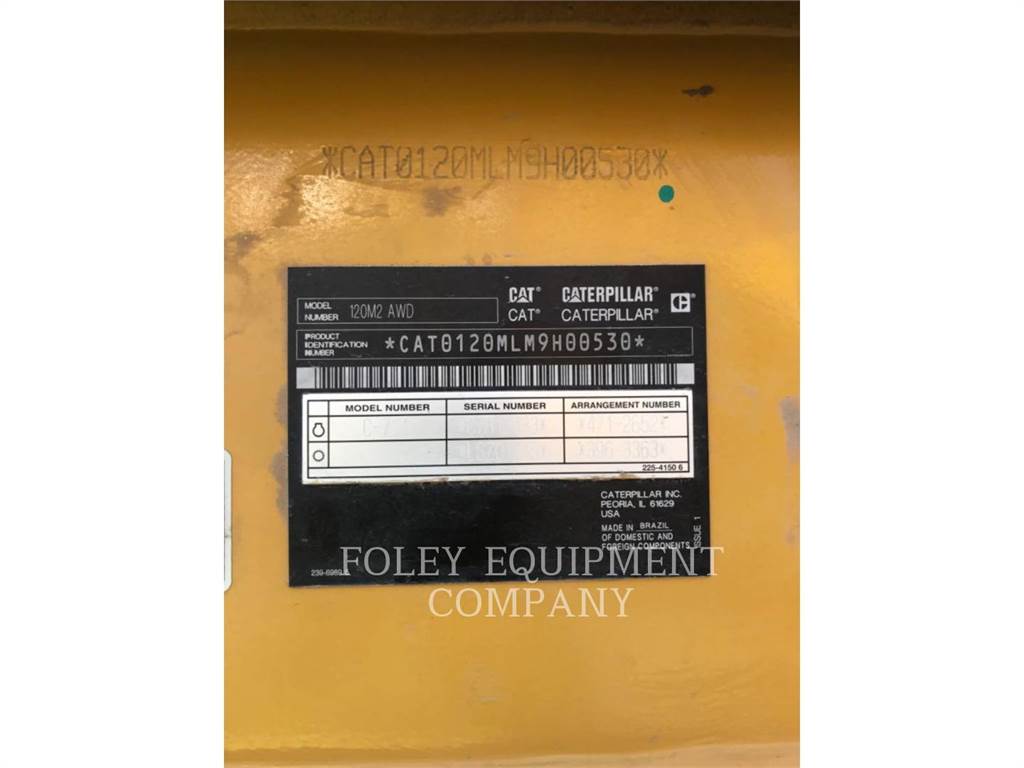 *CAT0120MLM9H00530*
MODEL NUMBER 120M2 AWD
CAT® CATERPILLAR®
CAT® CATERPILLAR®
PRODUCT IDENTIFICATION NUMBER *CAT0120MLM9H00530*
MODEL NUMBER SERIAL NUMBER ARRANGEMENT NUMBER
225-4150 6
CATERPILLAR INC.
PEORIA, IL 61629
USA
MADE IN BRAZIL
OF DOMESTIC AND
FOREIGN COMPONENTS
ISSUE 1
FOLEY EQUIPMENT
COMPANY